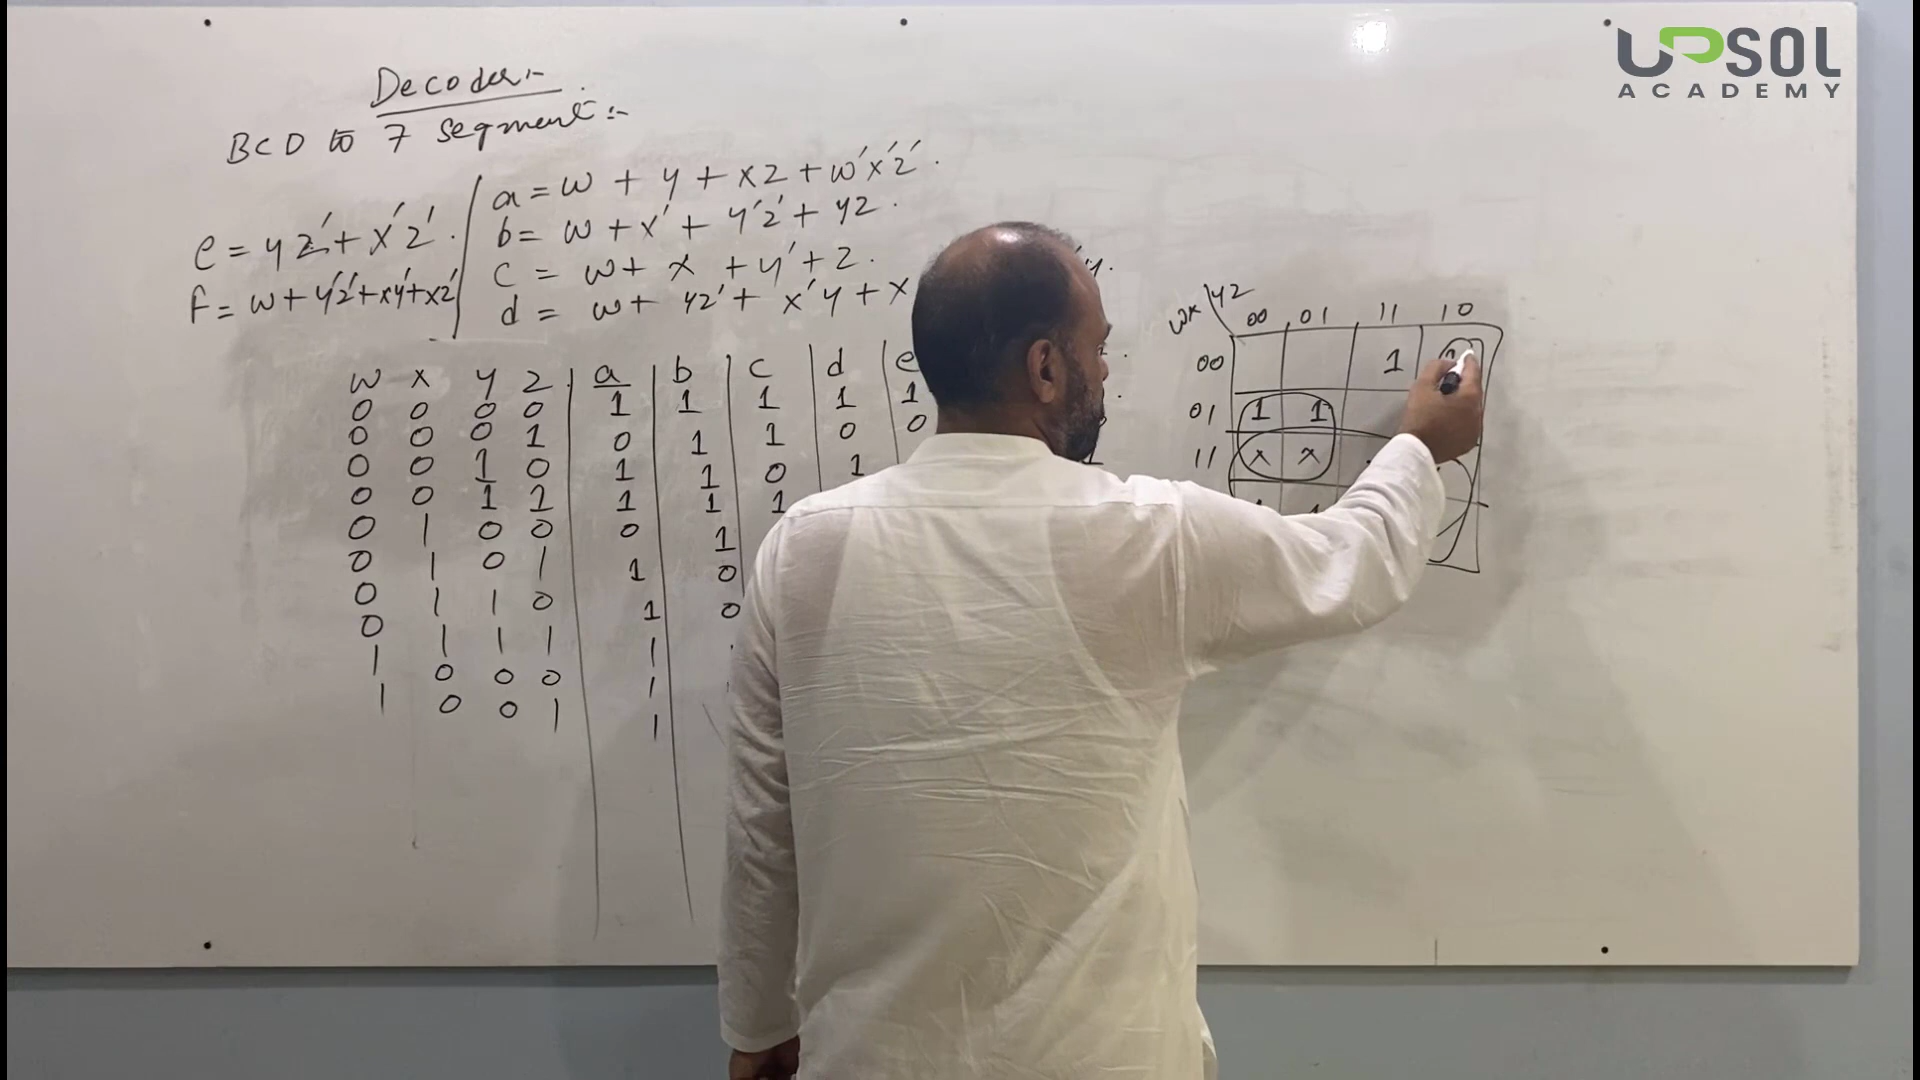 UPSOL
ACADEMY
Decoder:-
BCD to 7 segment:-
a = w + y + xz + w'x'z'.
b = w + x' + y'z' + yz.
c = w + x + y' + z.
d = w + yz' + x'y + x
e = yz' + x'z'.
f = w + y'z' + xy' + xz'
w x y z a b c d e
0 0 0 0 1 1 1 1 1
0 0 0 1 0 1 1 0 0
0 0 1 0 1 1 0 1
0 0 1 1 1 1 1
0 1 0 0 0 1
0 1 0 1 1 0
0 1 1 0 1 0
0 1 1 1 1
1 0 0 0 1
1 0 0 1 1
wx\yz 00 01 11 10
00 1
01 1 1
11 x x